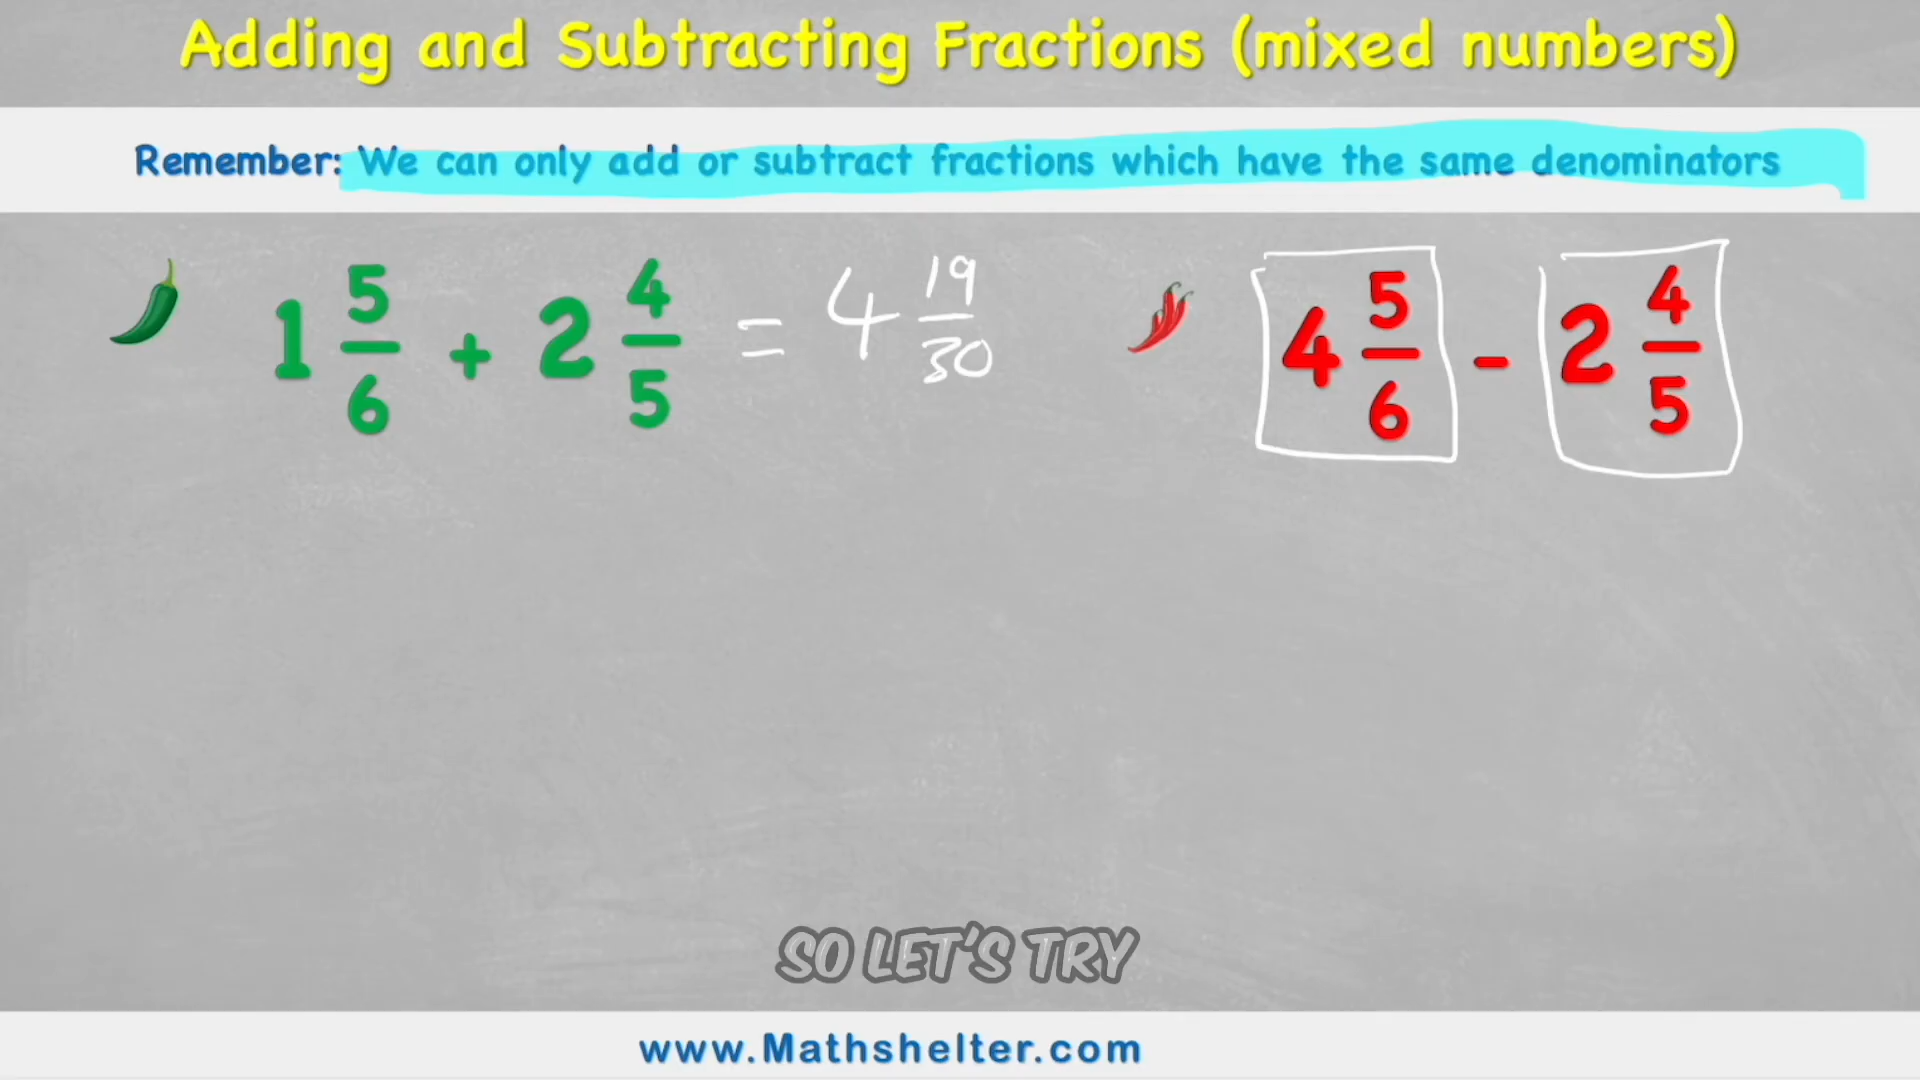 Adding and Subtracting Fractions (mixed numbers)
Remember: We can only add or subtract fractions which have the same denominators
1 5/6 + 2 4/5 = 4 19/30
4 5/6 - 2 4/5
SO LET'S TRY
www.Mathshelter.com